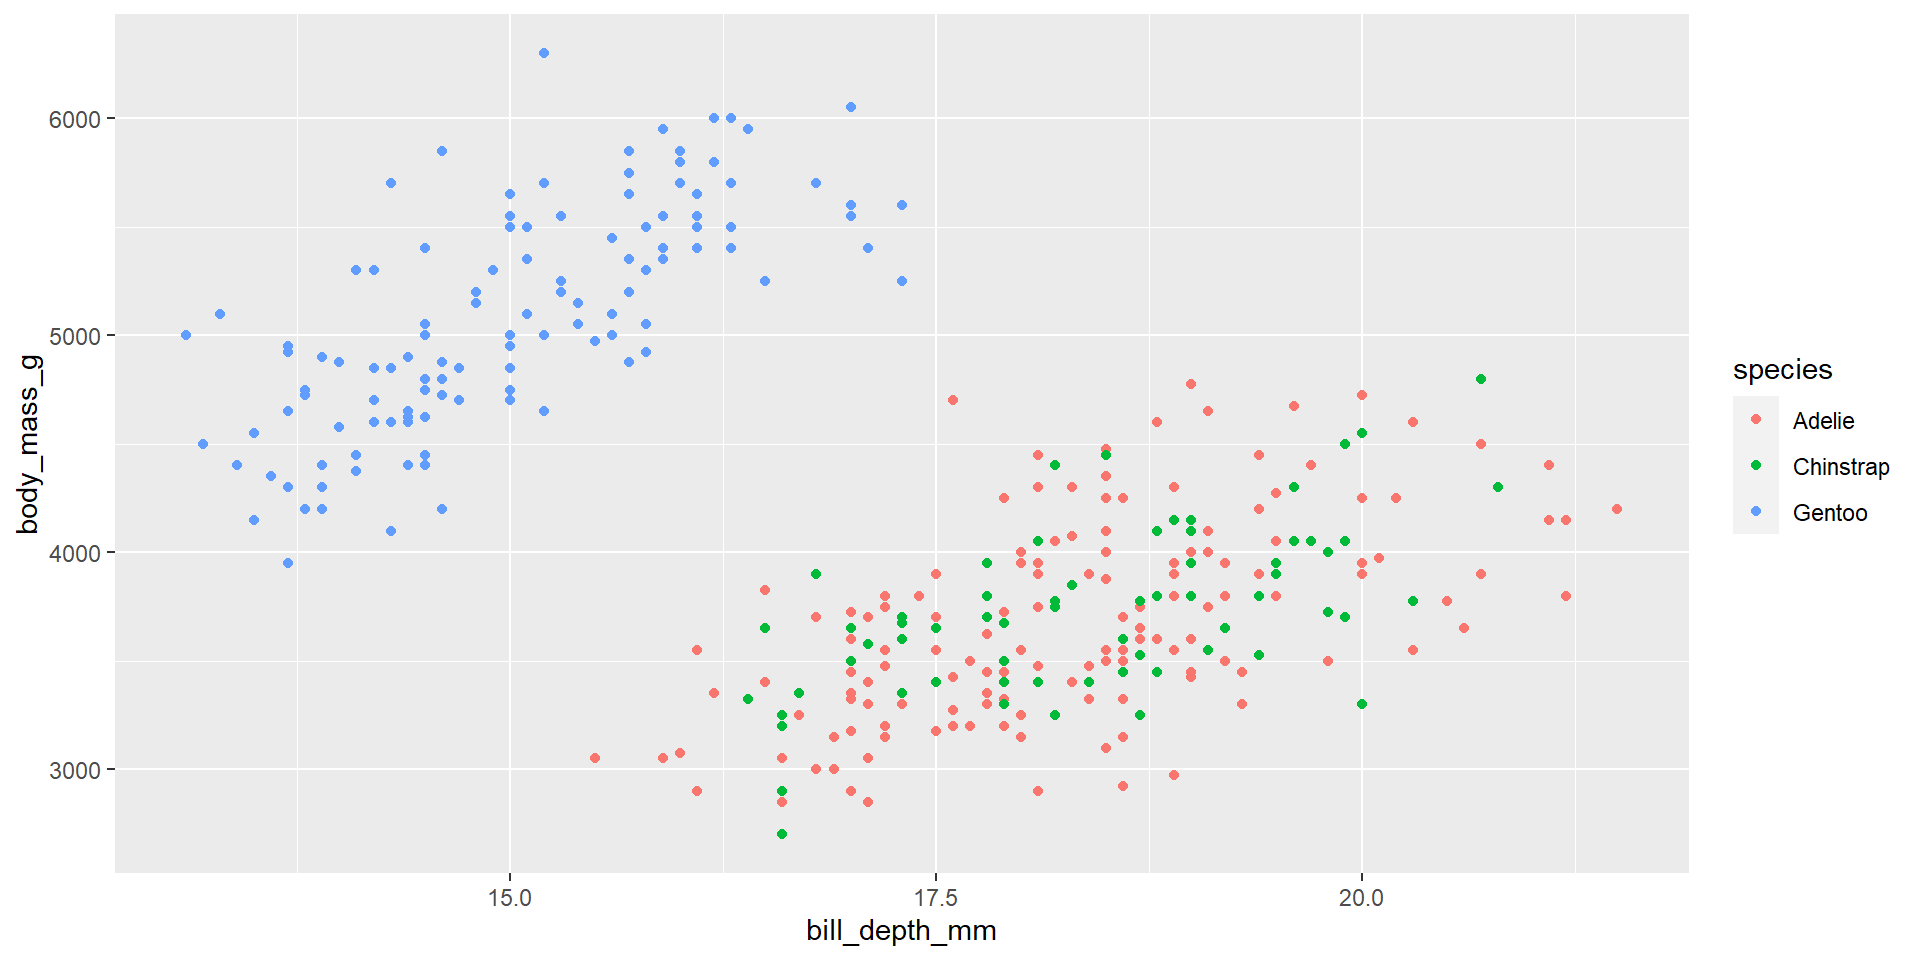 6000
5000
4000
3000
body_mass_g
15.0
17.5
20.0
bill_depth_mm
species
Adelie
Chinstrap
Gentoo